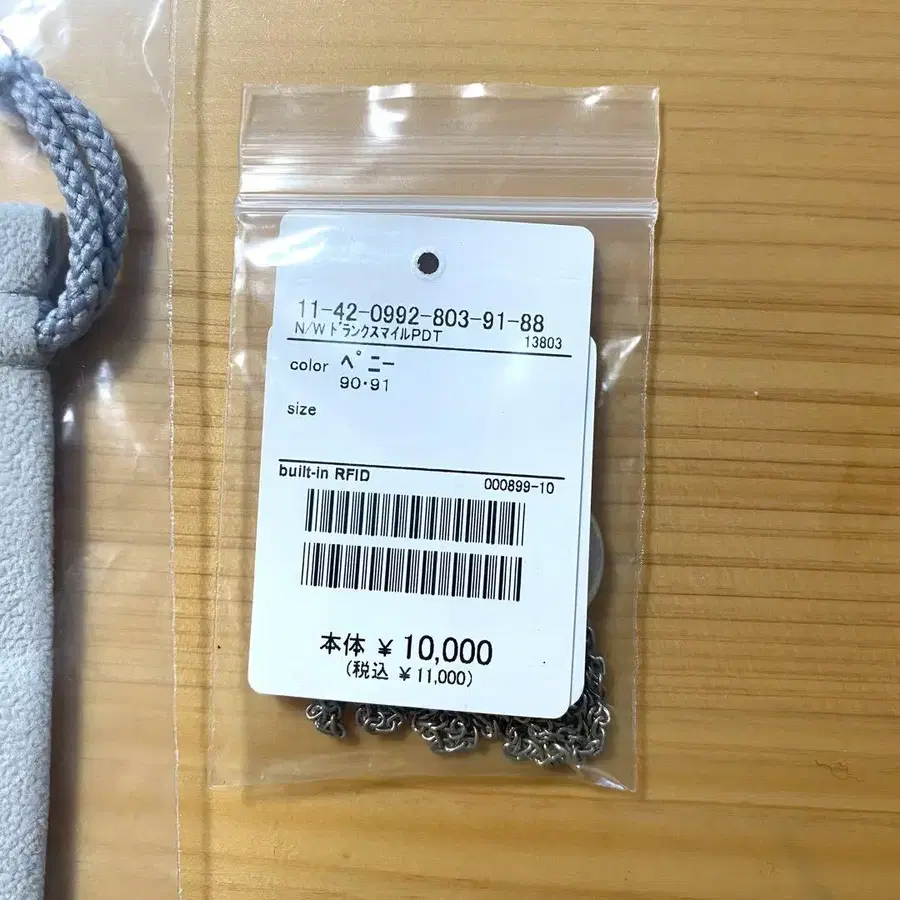 11-42-0992-803-91-88
N/W ドランクスマイルPDT 13803
color ペニー
90・91
size
built-in RFID 000899-10
本体 ¥ 10,000
(税込 ¥11,000)